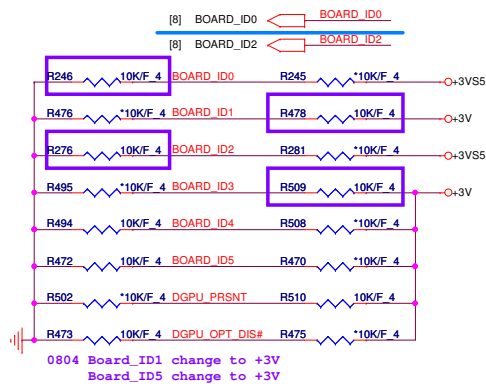 [8] BOARD_ID0 BOARD_ID0
[8] BOARD_ID2 BOARD_ID2
R246 10K/F_4 BOARD_ID0 R245 *10K/F_4 +3VS5
R476 *10K/F_4 BOARD_ID1 R478 10K/F_4 +3V
R276 10K/F_4 BOARD_ID2 R281 *10K/F_4 +3VS5
R495 *10K/F_4 BOARD_ID3 R509 10K/F_4 +3V
R494 10K/F_4 BOARD_ID4 R508 *10K/F_4
R472 10K/F_4 BOARD_ID5 R470 *10K/F_4
R502 *10K/F_4 DGPU_PRSNT R510 10K/F_4
R473 10K/F_4 DGPU_OPT_DIS# R475 *10K/F_4
0804 Board_ID1 change to +3V
Board_ID5 change to +3V